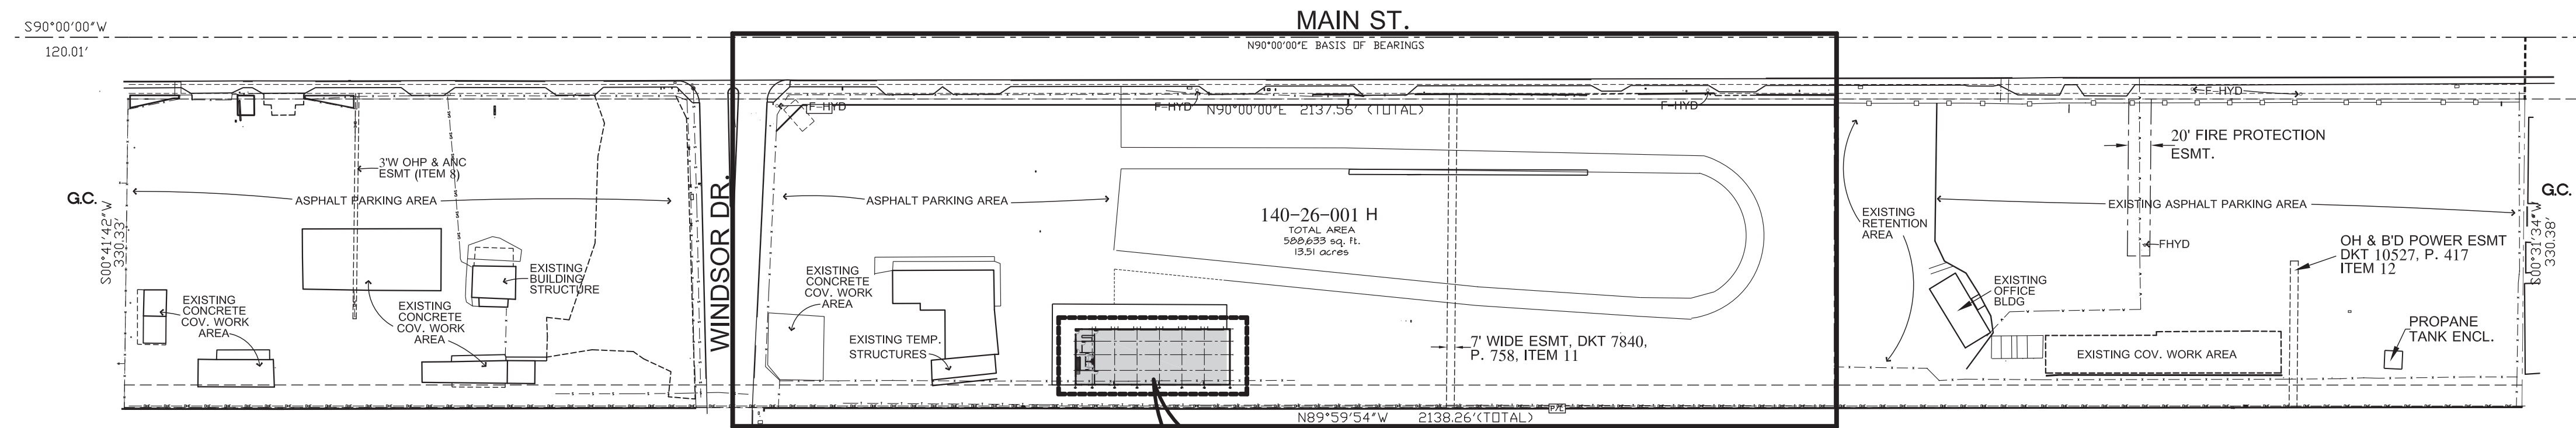 MAIN ST.
S90°00'00"W
120.01'
N90°00'00"E BASIS OF BEARINGS
F-HYD
F-HYD
N90°00'00"E 2137.56' (TOTAL)
F-HYD
F-HYD
20' FIRE PROTECTION
ESMT.
3'W OHP & ANC
ESMT (ITEM 8)
G.C.
S00°41'42"W
330.33'
ASPHALT PARKING AREA
WINDSOR DR.
ASPHALT PARKING AREA
140-26-001 H
TOTAL AREA
588,633 sq. ft.
13.51 acres
EXISTING
RETENTION
AREA
EXISTING ASPHALT PARKING AREA
G.C.
S00°31'34"W
330.38'
FHYD
OH & B'D POWER ESMT
DKT 10527, P. 417
ITEM 12
EXISTING
BUILDING
STRUCTURE
EXISTING
CONCRETE
COV. WORK
AREA
EXISTING
OFFICE
BLDG
EXISTING
CONCRETE
COV. WORK
AREA
EXISTING
CONCRETE
COV. WORK
AREA
EXISTING TEMP.
STRUCTURES
7' WIDE ESMT, DKT 7840,
P. 758, ITEM 11
PROPANE
TANK ENCL.
EXISTING COV. WORK AREA
P/L
N89°59'54"W 2138.26'(TOTAL)